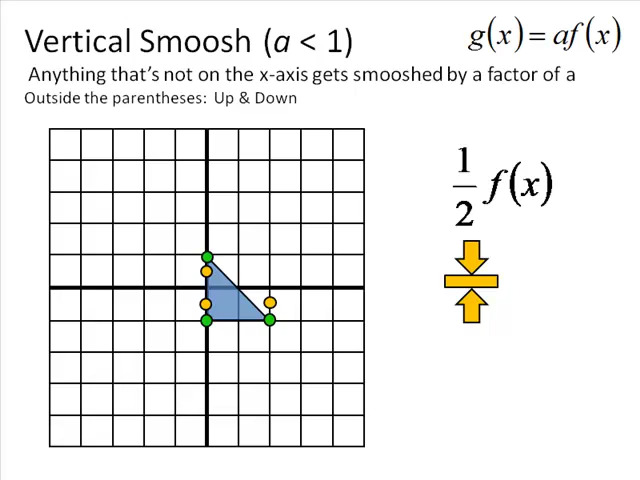 Vertical Smoosh (a < 1)
g(x) = af(x)
Anything that's not on the x-axis gets smooshed by a factor of a
Outside the parentheses: Up & Down
1/2 f(x)